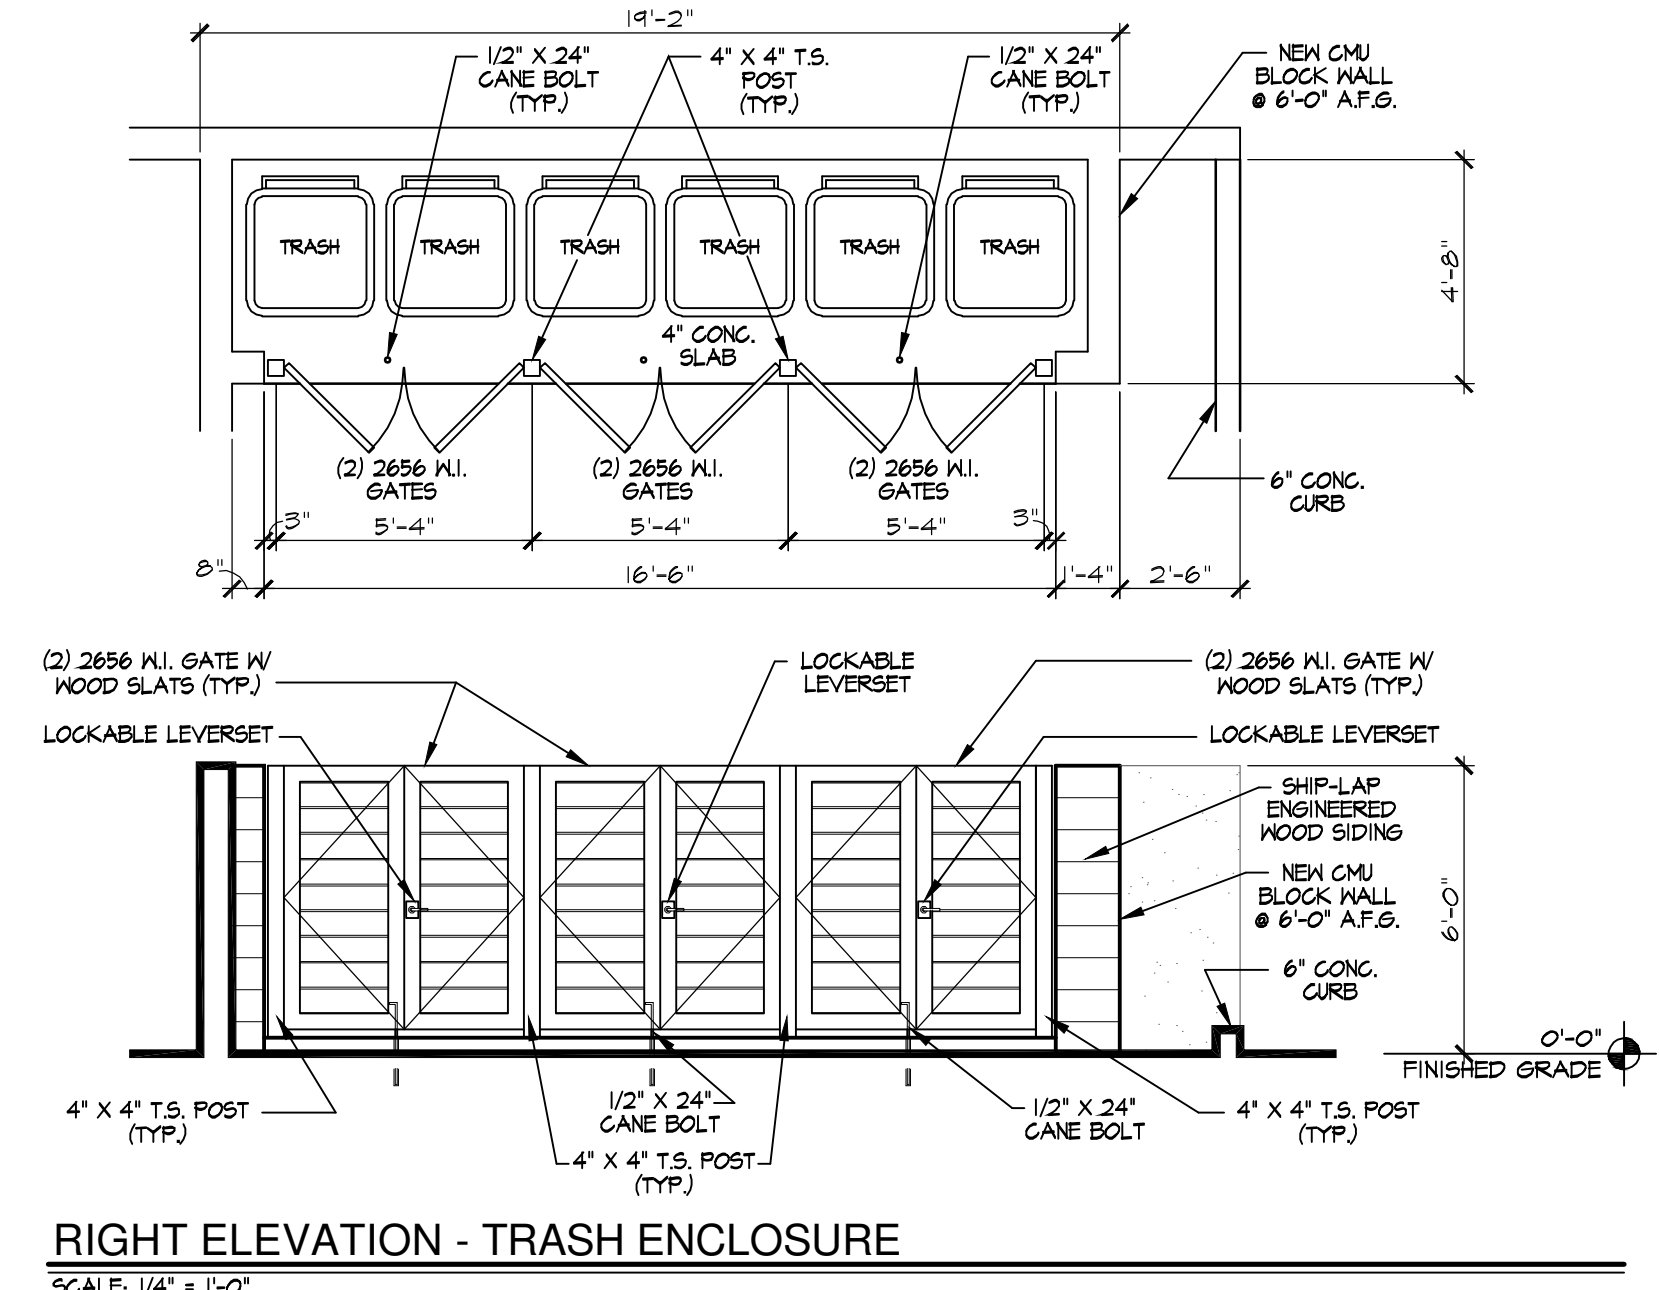 19'-2"
1/2" X 24"
CANE BOLT
(TYP.)
4" X 4" T.S.
POST
(TYP.)
1/2" X 24"
CANE BOLT
(TYP.)
NEW CMU
BLOCK WALL
@ 6'-0" A.F.G.
TRASH
TRASH
TRASH
TRASH
TRASH
TRASH
4'-8"
4" CONC.
SLAB
(2) 2656 W.I.
GATES
(2) 2656 W.I.
GATES
(2) 2656 W.I.
GATES
6" CONC.
CURB
3"
5'-4"
5'-4"
5'-4"
3"
8"
16'-6"
1'-4"
2'-6"
(2) 2656 W.I. GATE W/
WOOD SLATS (TYP.)
LOCKABLE
LEVERSET
(2) 2656 W.I. GATE W/
WOOD SLATS (TYP.)
LOCKABLE LEVERSET
LOCKABLE LEVERSET
SHIP-LAP
ENGINEERED
WOOD SIDING
NEW CMU
BLOCK WALL
@ 6'-0" A.F.G.
6'-0"
6" CONC.
CURB
0'-0"
FINISHED GRADE
4" X 4" T.S. POST
(TYP.)
1/2" X 24"
CANE BOLT
1/2" X 24"
CANE BOLT
4" X 4" T.S. POST
(TYP.)
4" X 4" T.S. POST
(TYP.)
RIGHT ELEVATION - TRASH ENCLOSURE
SCALE: 1/4" = 1'-0"